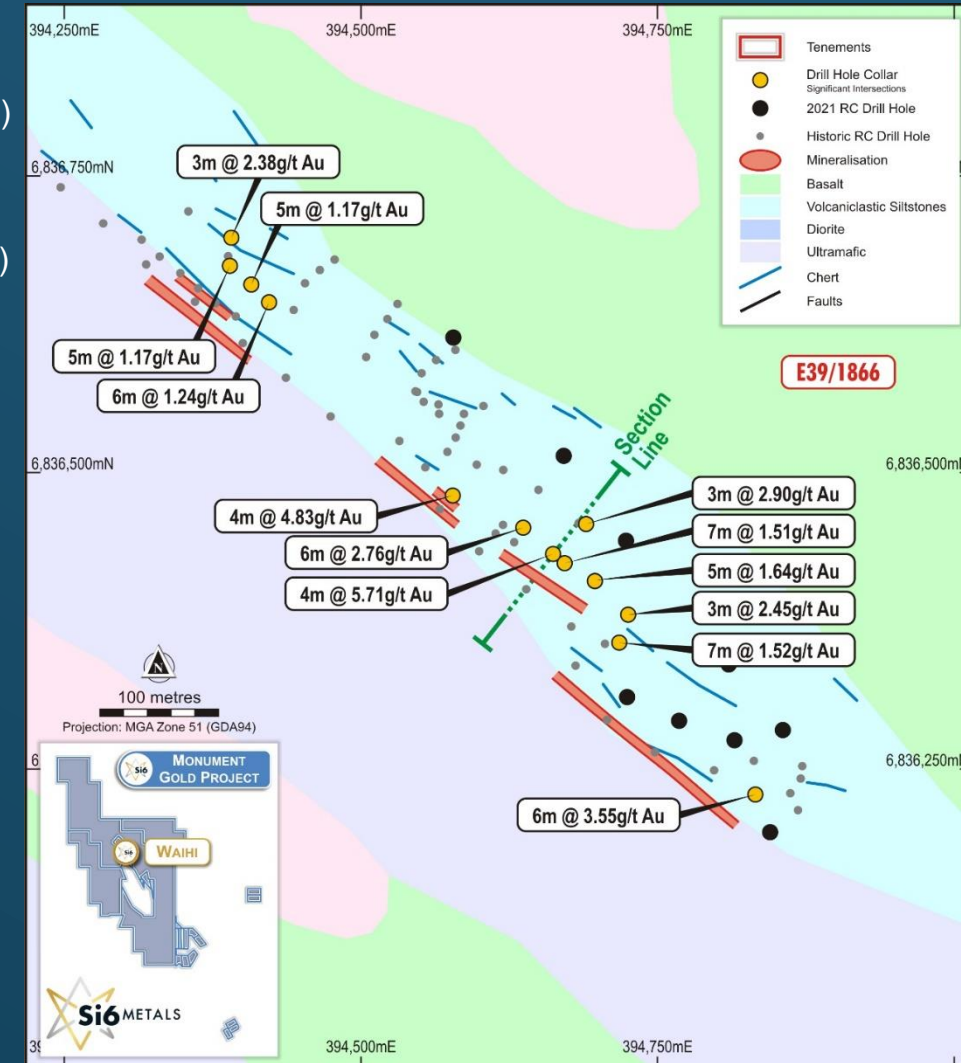 394,250mE
394,500mE
394,750mE
)
)
Tenements
Drill Hole Collar
Significant Intersections
2021 RC Drill Hole
Historic RC Drill Hole
Mineralisation
Basalt
Volcaniclastic Siltstones
Diorite
Ultramafic
Chert
Faults
6,836,750mN
3m @ 2.38g/t Au
5m @ 1.17g/t Au
5m @ 1.17g/t Au
6m @ 1.24g/t Au
E39/1866
Section
Line
6,836,500mN
6,836,500m
3m @ 2.90g/t Au
4m @ 4.83g/t Au
7m @ 1.51g/t Au
6m @ 2.76g/t Au
5m @ 1.64g/t Au
4m @ 5.71g/t Au
3m @ 2.45g/t Au
7m @ 1.52g/t Au
N
100 metres
Projection: MGA Zone 51 (GDA94)
6,836,250m
6m @ 3.55g/t Au
Si6
MONUMENT
GOLD PROJECT
Si6
WAIHI
Si6 METALS
394,500mE
394,750mE